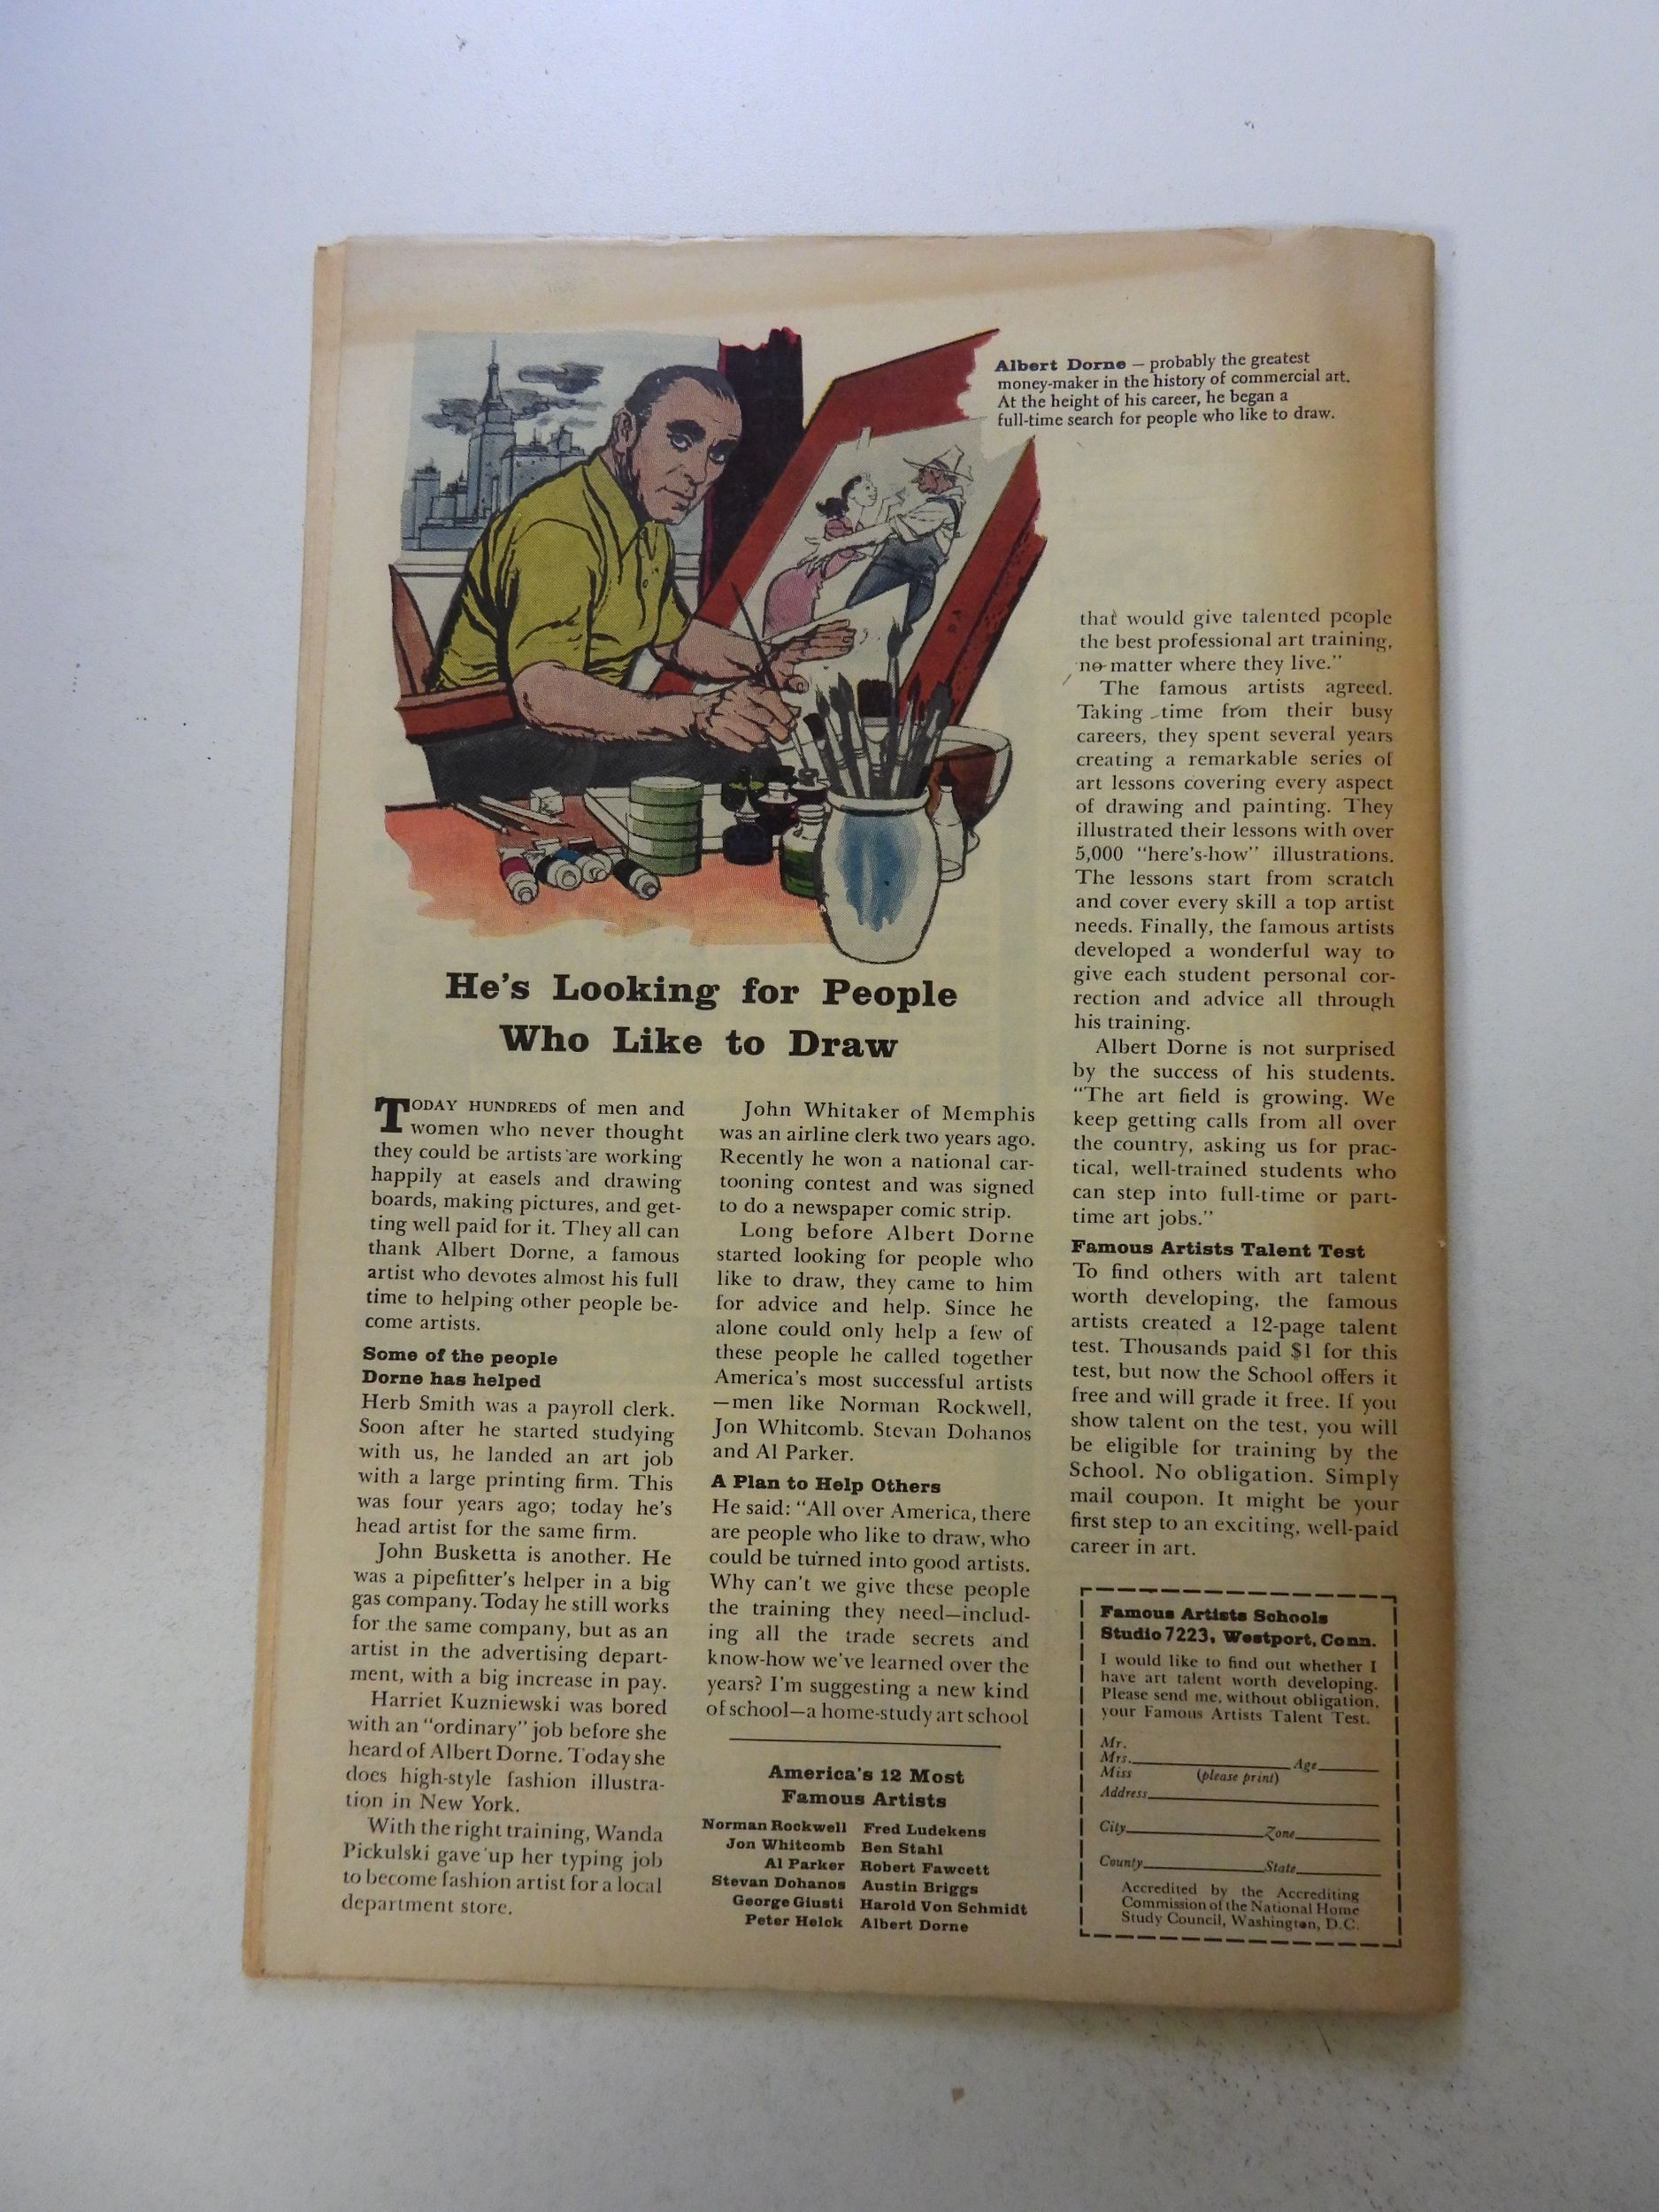 Albert Dorne — probably the greatest
money-maker in the history of commercial art.
At the height of his career, he began a
full-time search for people who like to draw.
He's Looking for People
Who Like to Draw
TODAY HUNDREDS of men and
women who never thought
they could be artists are working
happily at easels and drawing
boards, making pictures, and get-
ting well paid for it. They all can
thank Albert Dorne, a famous
artist who devotes almost his full
time to helping other people be-
come artists.
Some of the people
Dorne has helped
Herb Smith was a payroll clerk.
Soon after he started studying
with us, he landed an art job
with a large printing firm. This
was four years ago; today he's
head artist for the same firm.
John Busketta is another. He
was a pipefitter's helper in a big
gas company. Today he still works
for the same company, but as an
artist in the advertising depart-
ment, with a big increase in pay.
Harriet Kuzniewski was bored
with an "ordinary" job before she
heard of Albert Dorne. Today she
does high-style fashion illustra-
tion in New York.
With the right training, Wanda
Pickulski gave up her typing job
to become fashion artist for a local
department store.
John Whitaker of Memphis
was an airline clerk two years ago.
Recently he won a national car-
tooning contest and was signed
to do a newspaper comic strip.
Long before Albert Dorne
started looking for people who
like to draw, they came to him
for advice and help. Since he
alone could only help a few of
these people he called together
America's most successful artists
—men like Norman Rockwell,
Jon Whitcomb. Stevan Dohanos
and Al Parker.
A Plan to Help Others
He said: "All over America, there
are people who like to draw, who
could be turned into good artists.
Why can't we give these people
the training they need—includ-
ing all the trade secrets and
know-how we've learned over the
years? I'm suggesting a new kind
of school—a home-study art school
America's 12 Most
Famous Artists
Norman Rockwell Fred Ludekens
Jon Whitcomb Ben Stahl
Al Parker Robert Fawcett
Stevan Dohanos Austin Briggs
George Giusti Harold Von Schmidt
Peter Helck Albert Dorne
that would give talented people
the best professional art training,
no matter where they live."
The famous artists agreed.
Taking time from their busy
careers, they spent several years
creating a remarkable series of
art lessons covering every aspect
of drawing and painting. They
illustrated their lessons with over
5,000 "here's-how" illustrations.
The lessons start from scratch
and cover every skill a top artist
needs. Finally, the famous artists
developed a wonderful way to
give each student personal cor-
rection and advice all through
his training.
Albert Dorne is not surprised
by the success of his students.
"The art field is growing. We
keep getting calls from all over
the country, asking us for prac-
tical, well-trained students who
can step into full-time or part-
time art jobs."
Famous Artists Talent Test
To find others with art talent
worth developing, the famous
artists created a 12-page talent
test. Thousands paid $1 for this
test, but now the School offers it
free and will grade it free. If you
show talent on the test, you will
be eligible for training by the
School. No obligation. Simply
mail coupon. It might be your
first step to an exciting, well-paid
career in art.
Famous Artists Schools
Studio 7223, Westport, Conn.
I would like to find out whether I
have art talent worth developing.
Please send me, without obligation,
your Famous Artists Talent Test.
Mr.
Mrs. Age
Miss (please print)
Address
City Zone
County State
Accredited by the Accrediting
Commission of the National Home
Study Council, Washington, D.C.